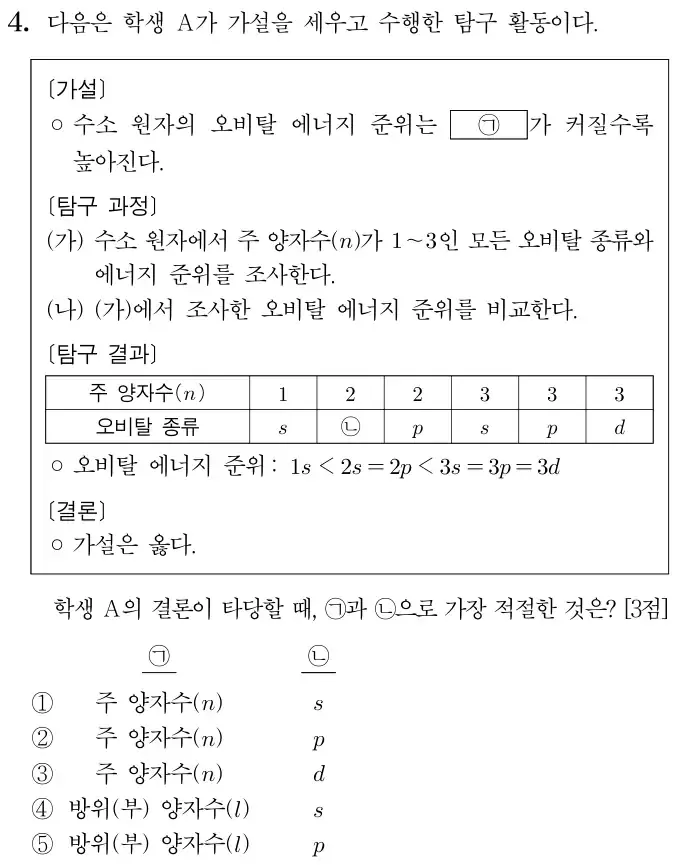 4. 다음은 학생 A가 가설을 세우고 수행한 탐구 활동이다.
〔가설〕
○ 수소 원자의 오비탈 에너지 준위는 ㉠가 커질수록
높아진다.
〔탐구 과정〕
(가) 수소 원자에서 주 양자수(n)가 1~3인 모든 오비탈 종류와
에너지 준위를 조사한다.
(나) (가)에서 조사한 오비탈 에너지 준위를 비교한다.
〔탐구 결과〕
주 양자수(n) 1 2 2 3 3 3
오비탈 종류 s ㉡ p s p d
○ 오비탈 에너지 준위 : 1s < 2s = 2p < 3s = 3p = 3d
〔결론〕
○ 가설은 옳다.
학생 A의 결론이 타당할 때, ㉠과 ㉡으로 가장 적절한 것은? [3점]
㉠ ㉡
① 주 양자수(n) s
② 주 양자수(n) p
③ 주 양자수(n) d
④ 방위(부) 양자수(l) s
⑤ 방위(부) 양자수(l) p